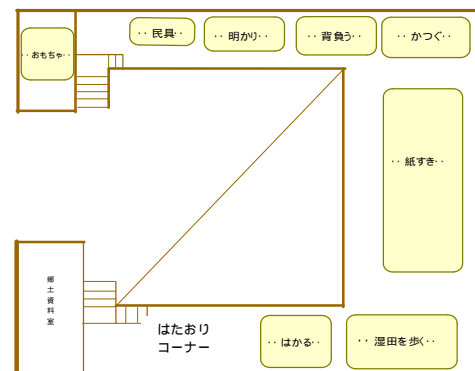 ‥民具‥
‥明かり‥
‥背負う‥
‥かつぐ‥
‥おもちゃ‥
‥紙すき‥
郷土資料室
はたおり
コーナー
‥はかる‥
‥湿田を歩く‥